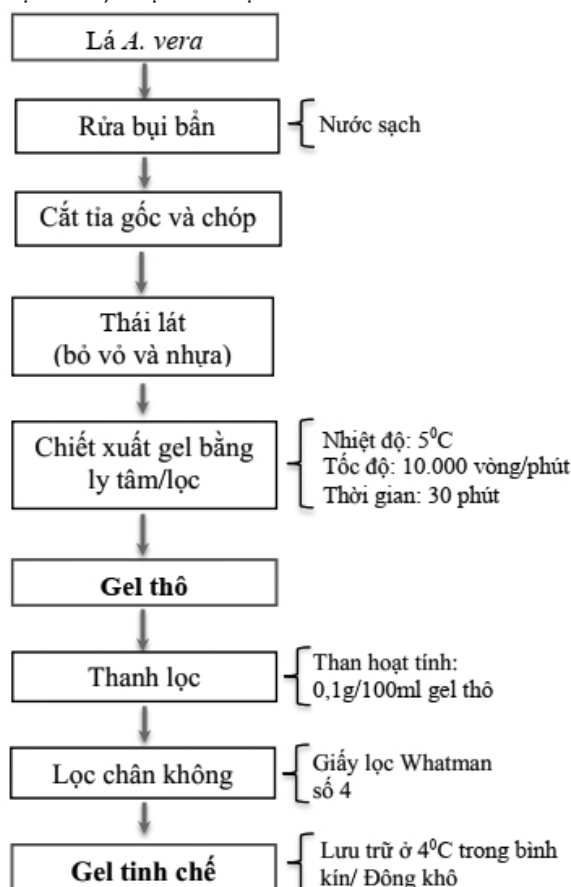 Lá A. vera
Rửa bụi bẩn
Nước sạch
Cắt tỉa gốc và chóp
Thái lát
(bỏ vỏ và nhựa)
Chiết xuất gel bằng
ly tâm/lọc
Nhiệt độ: 5⁰C
Tốc độ: 10.000 vòng/phút
Thời gian: 30 phút
Gel thô
Thanh lọc
Than hoạt tính:
0,1g/100ml gel thô
Lọc chân không
Giấy lọc Whatman
số 4
Gel tinh chế
Lưu trữ ở 4⁰C trong bình
kín/ Đông khô